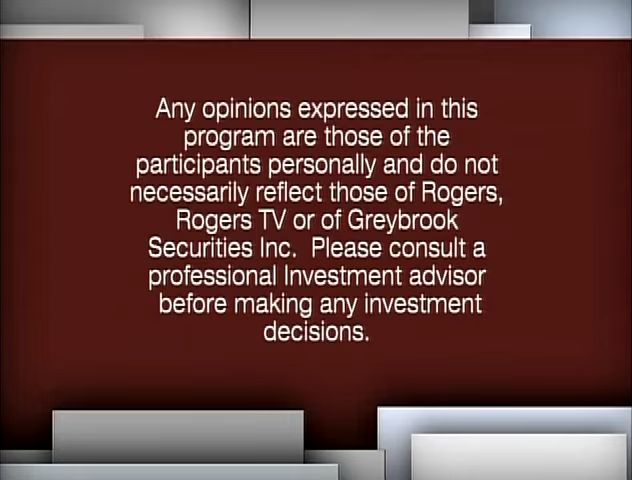 Any opinions expressed in this
program are those of the
participants personally and do not
necessarily reflect those of Rogers,
Rogers TV or of Greybrook
Securities Inc.  Please consult a
professional Investment advisor
before making any investment
decisions.